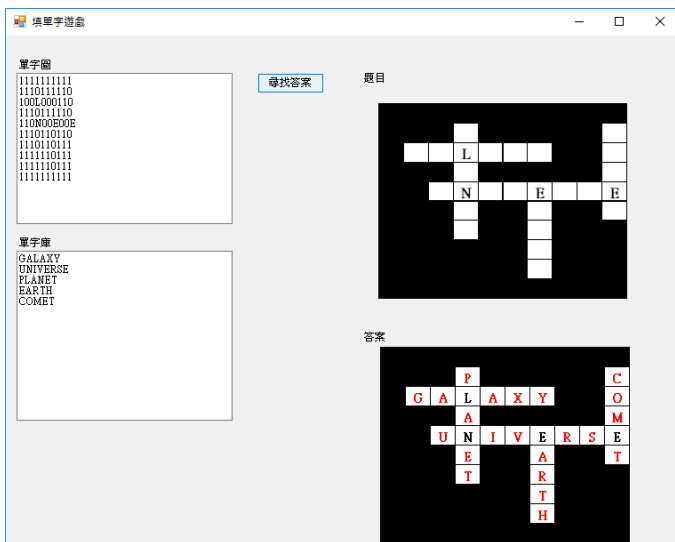 填單字遊戲
單字圖
1111111111
1110111110
100L000110
1110111110
110N00E00E
1110110110
1110110111
1111110111
1111110111
1111111111
尋找答案
單字庫
GALAXY
UNIVERSE
PLANET
EARTH
COMET
題目
L
N E E
答案
P C
G A L A X Y O
A M
U N I V E R S E
E A T
T R
T
H